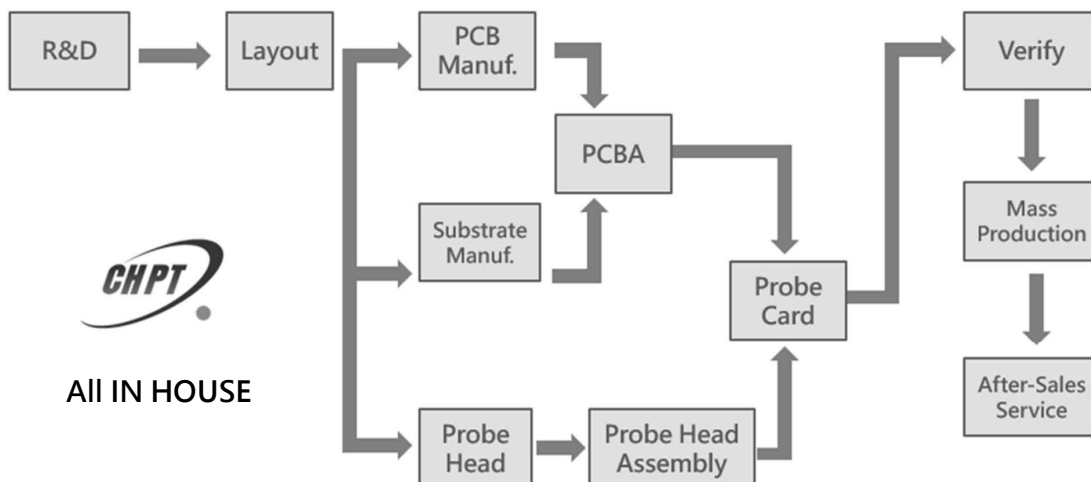 R&D
Layout
PCB
Manuf.
PCBA
Substrate
Manuf.
Probe
Head
Probe Head
Assembly
Probe
Card
Verify
Mass
Production
After-Sales
Service
CHPT
All IN HOUSE